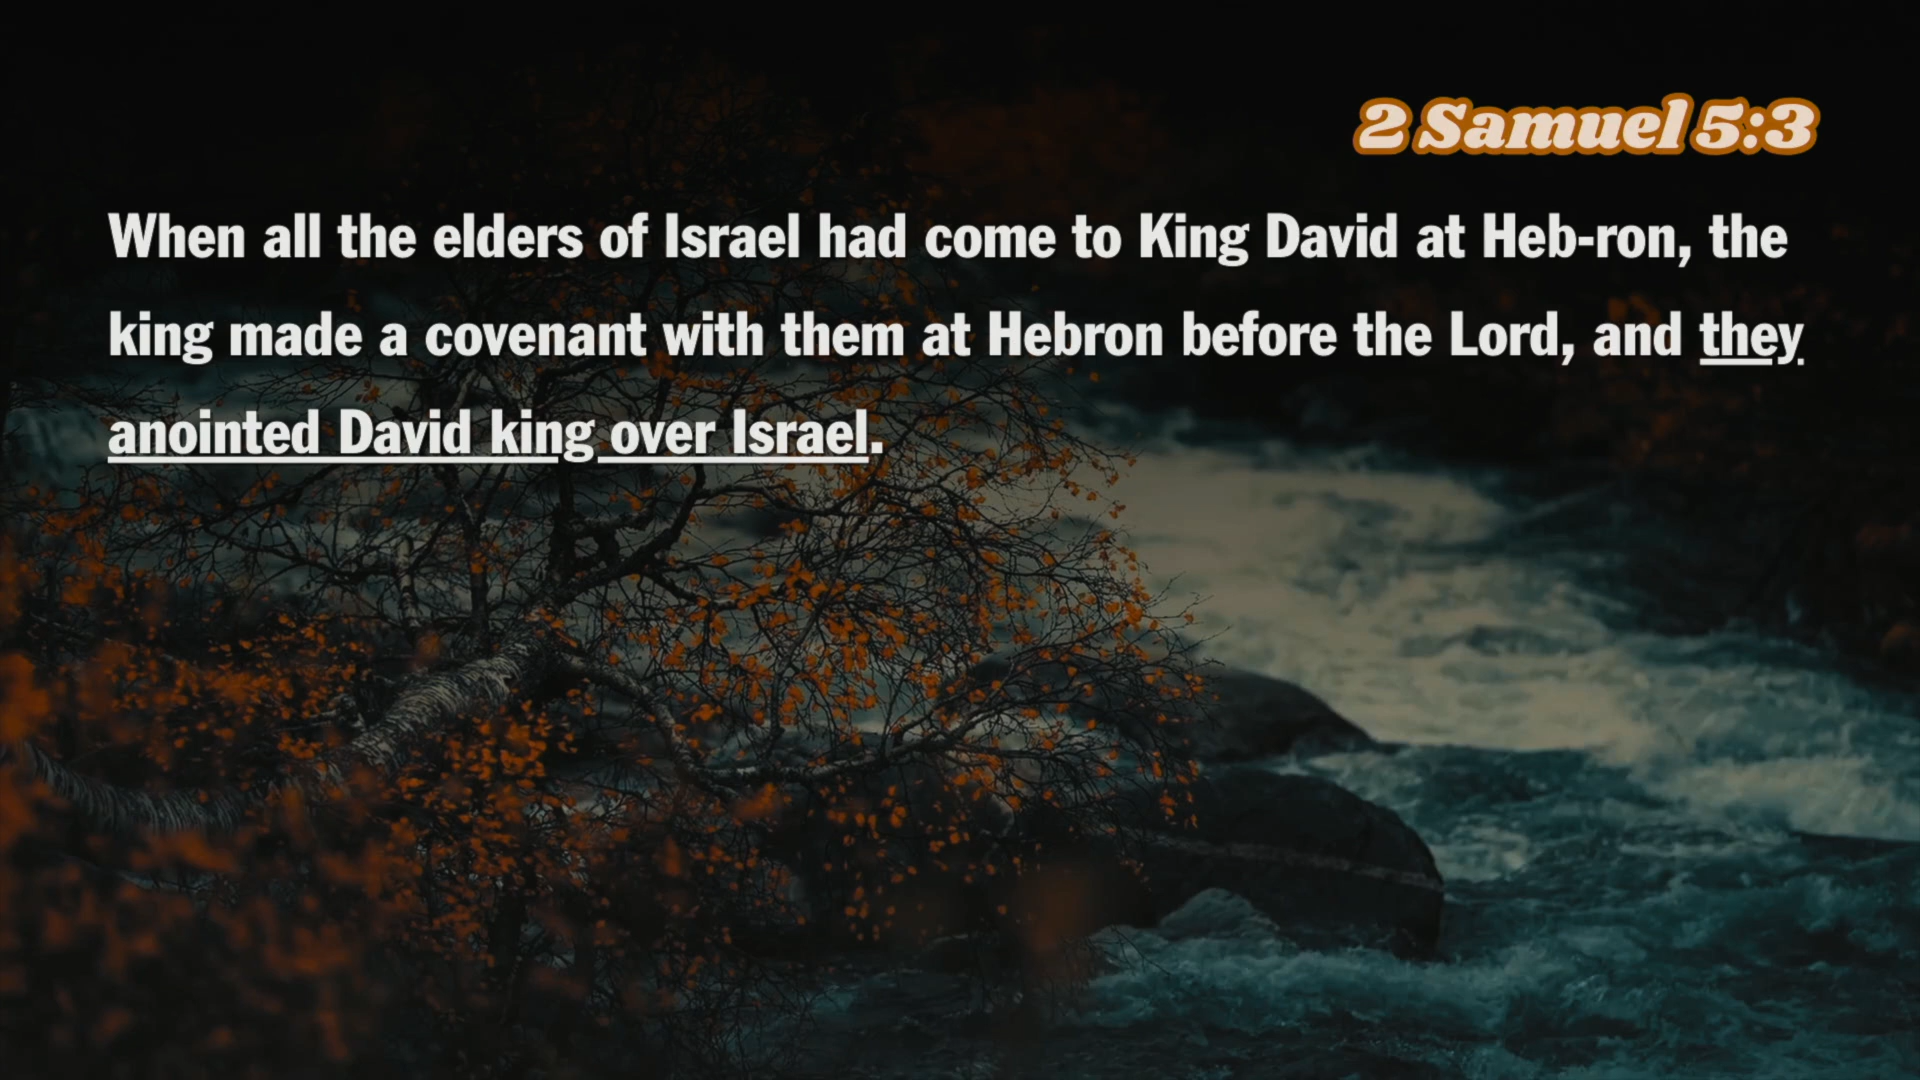 2 Samuel 5:3
When all the elders of Israel had come to King David at Heb-ron, the
king made a covenant with them at Hebron before the Lord, and they
anointed David king over Israel.